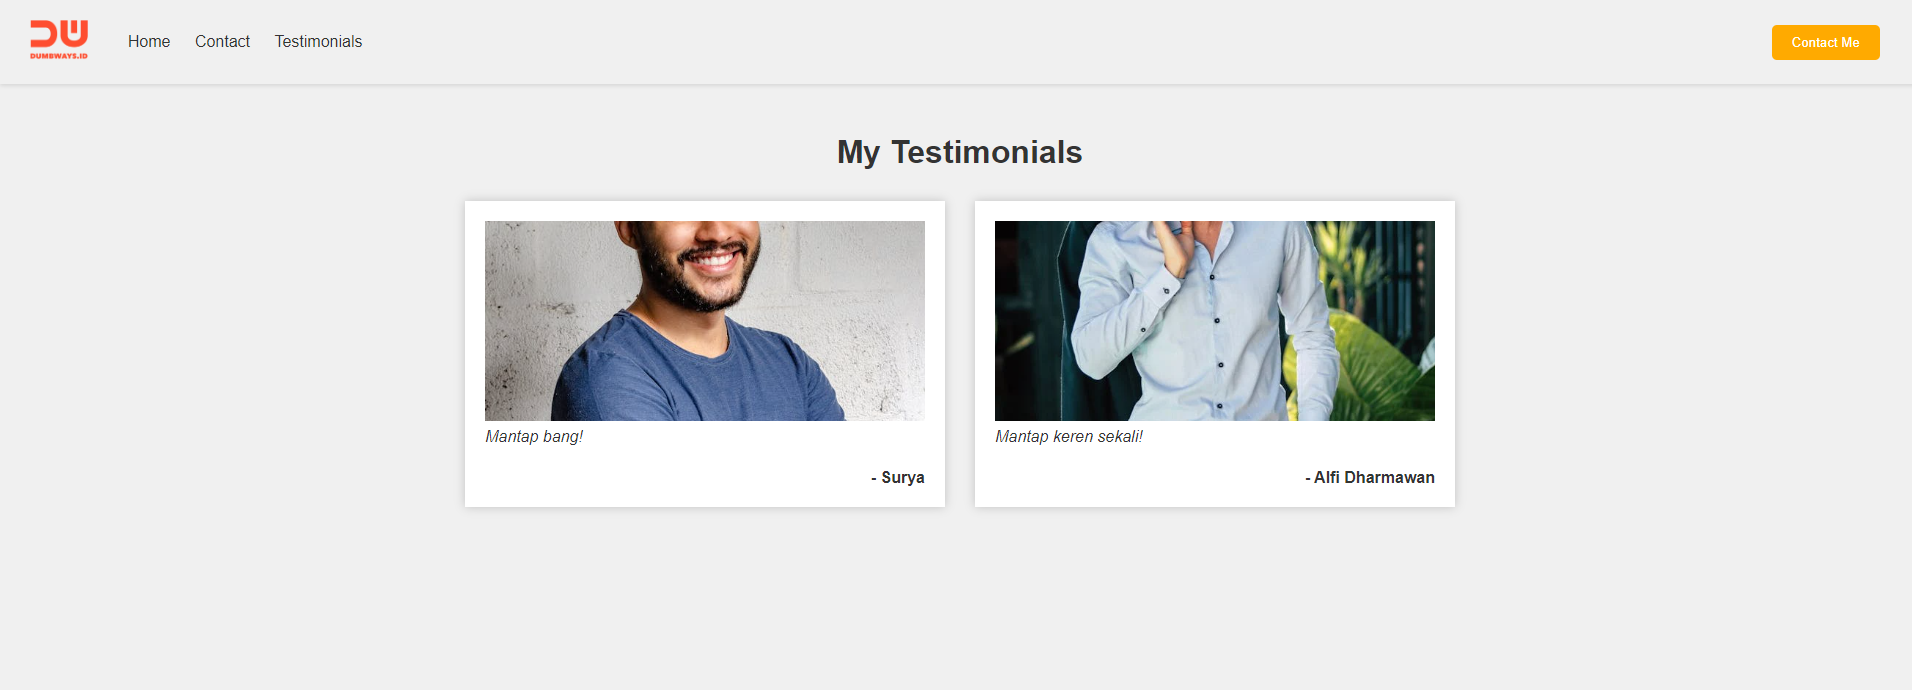 DW
DUMBWAYS.ID
Home Contact Testimonials
Contact Me
My Testimonials
Mantap bang!
- Surya
Mantap keren sekali!
- Alfi Dharmawan